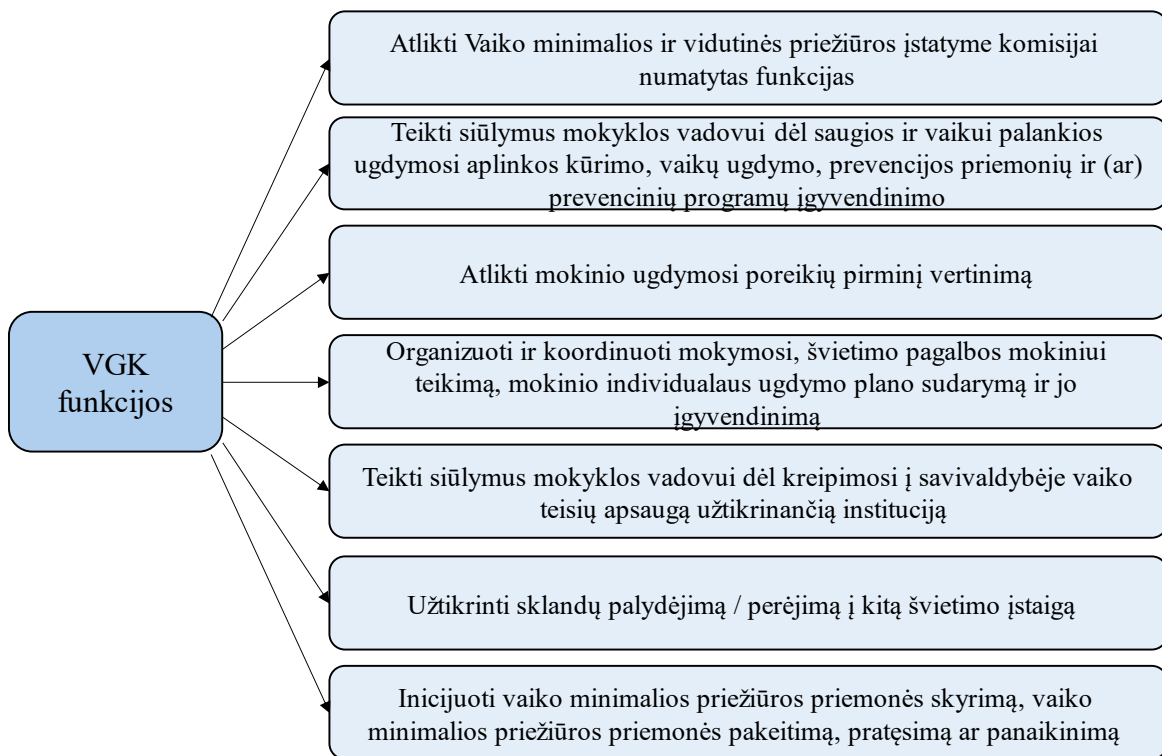 Atlikti Vaiko minimalios ir vidutinės priežiūros įstatyme komisijai
numatytas funkcijas
Teikti siūlymus mokyklos vadovui dėl saugios ir vaikui palankios
ugdymosi aplinkos kūrimo, vaikų ugdymo, prevencijos priemonių ir (ar)
prevencinių programų įgyvendinimo
Atlikti mokinio ugdymosi poreikių pirminį vertinimą
VGK
funkcijos
Organizuoti ir koordinuoti mokymosi, švietimo pagalbos mokiniui
teikimą, mokinio individualaus ugdymo plano sudarymą ir jo
įgyvendinimą
Teikti siūlymus mokyklos vadovui dėl kreipimosi į savivaldybėje vaiko
teisių apsaugą užtikrinančią instituciją
Užtikrinti sklandų palydėjimą / perėjimą į kitą švietimo įstaigą
Inicijuoti vaiko minimalios priežiūros priemonės skyrimą, vaiko
minimalios priežiūros priemonės pakeitimą, pratęsimą ar panaikinimą